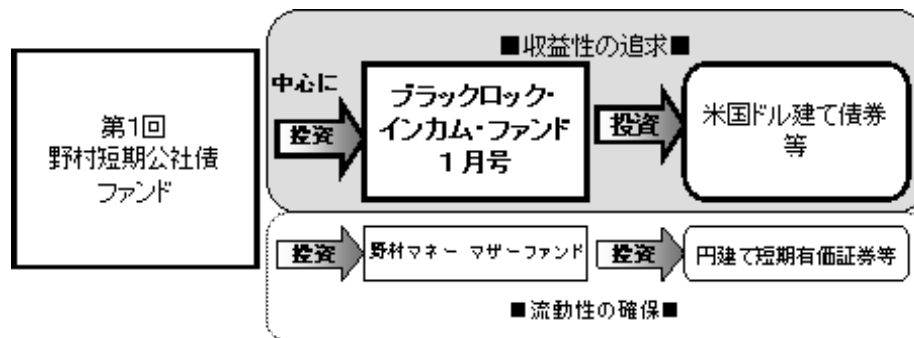 ■収益性の追求■
第1回
野村短期公社債
ファンド
中心に
投資
ブラックロック・
インカム・ファンド
1月号
投資
米国ドル建て債券
等
投資
野村マネー マザーファンド
投資
円建て短期有価証券等
■流動性の確保■